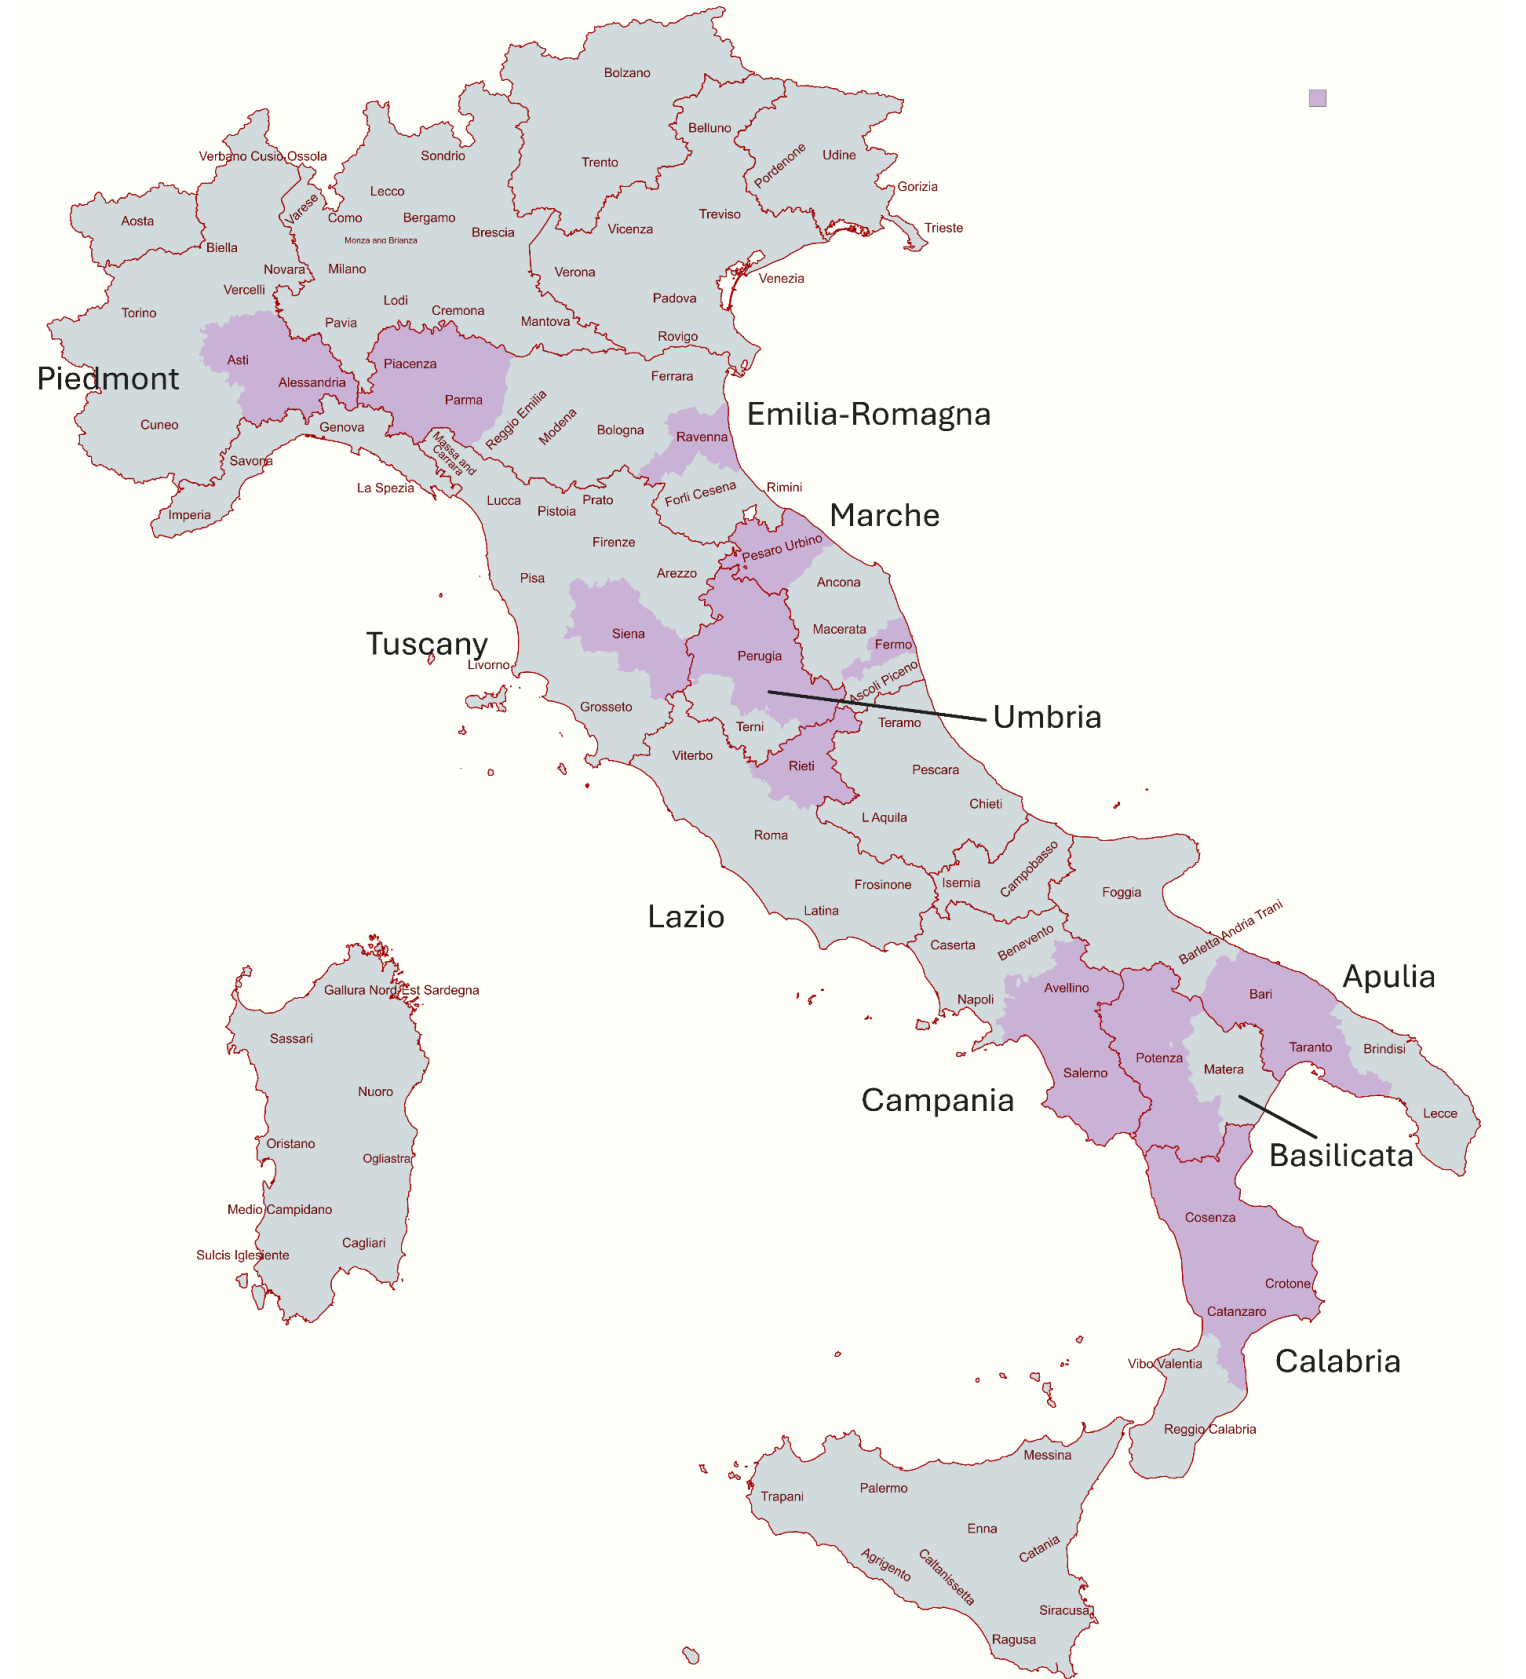 Bolzano
Belluno
Verbano Cusio Ossola
Sondrio
Trento
Pordenone
Udine
Gorizia
Lecco
Varese
Como
Bergamo
Aosta
Treviso
Trieste
Monza and Brianza
Brescia
Vicenza
Biella
Novara
Milano
Verona
Venezia
Vercelli
Lodi
Padova
Torino
Cremona
Pavia
Mantova
Rovigo
Asti
Piacenza
Piedmont
Alessandria
Ferrara
Parma
Reggio Emilia
Modena
Emilia-Romagna
Cuneo
Genova
Bologna
Ravenna
Massa and
Carrara
Savona
La Spezia
Lucca
Prato
Forli Cesena
Rimini
Pistoia
Imperia
Marche
Firenze
Pesaro Urbino
Pisa
Arezzo
Ancona
Siena
Macerata
Tuscany
Fermo
Perugia
Livorno
Ascoli Piceno
Grosseto
Umbria
Terni
Teramo
Viterbo
Rieti
Pescara
Chieti
L Aquila
Roma
Campobasso
Frosinone
Isernia
Foggia
Latina
Lazio
Barletta Andria Trani
Caserta
Benevento
Apulia
Gallura Nord-Est Sardegna
Avellino
Bari
Napoli
Sassari
Taranto
Brindisi
Potenza
Matera
Salerno
Nuoro
Campania
Lecce
Oristano
Ogliastra
Basilicata
Medio Campidano
Cosenza
Cagliari
Sulcis Iglesiente
Crotone
Catanzaro
Vibo Valentia
Calabria
Reggio Calabria
Messina
Palermo
Trapani
Enna
Catania
Agrigento
Caltanissetta
Siracusa
Ragusa